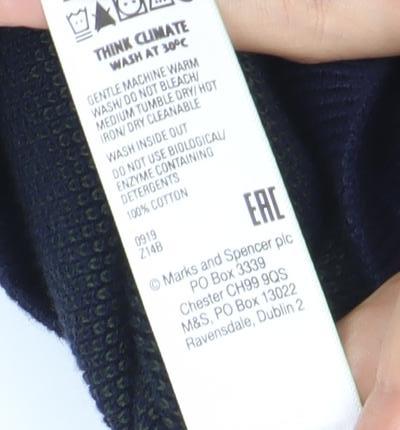 THINK CLIMATE
WASH AT 30ºC
GENTLE MACHINE WARM
WASH/ DO NOT BLEACH/
MEDIUM TUMBLE DRY/ HOT
IRON/ DRY CLEANABLE
WASH INSIDE OUT
DO NOT USE BIOLOGICAL/
ENZYME CONTAINING
DETERGENTS
100% COTTON
EAC
0919
Z14B
© Marks and Spencer plc
PO Box 3339
Chester CH99 9QS
M&S, PO Box 13022
Ravensdale, Dublin 2